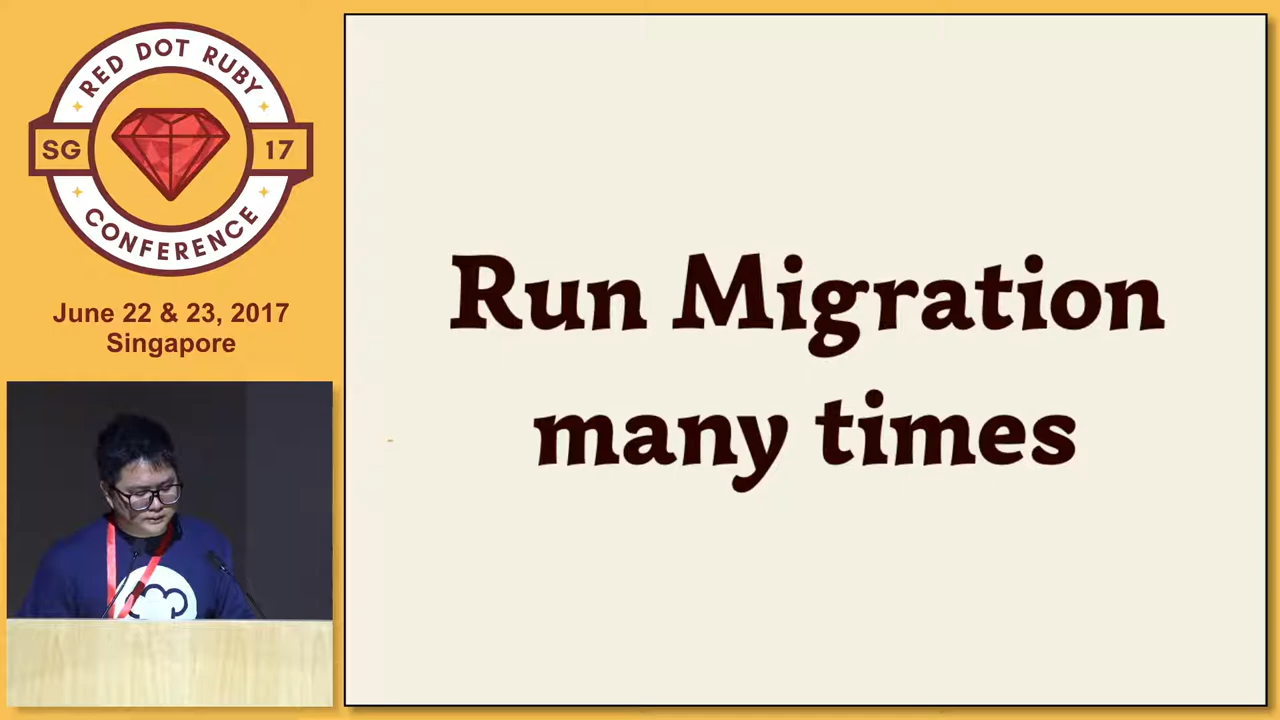 RED DOT RUBY
SG 17
CONFERENCE
June 22 & 23, 2017
Singapore
Run Migration
many times